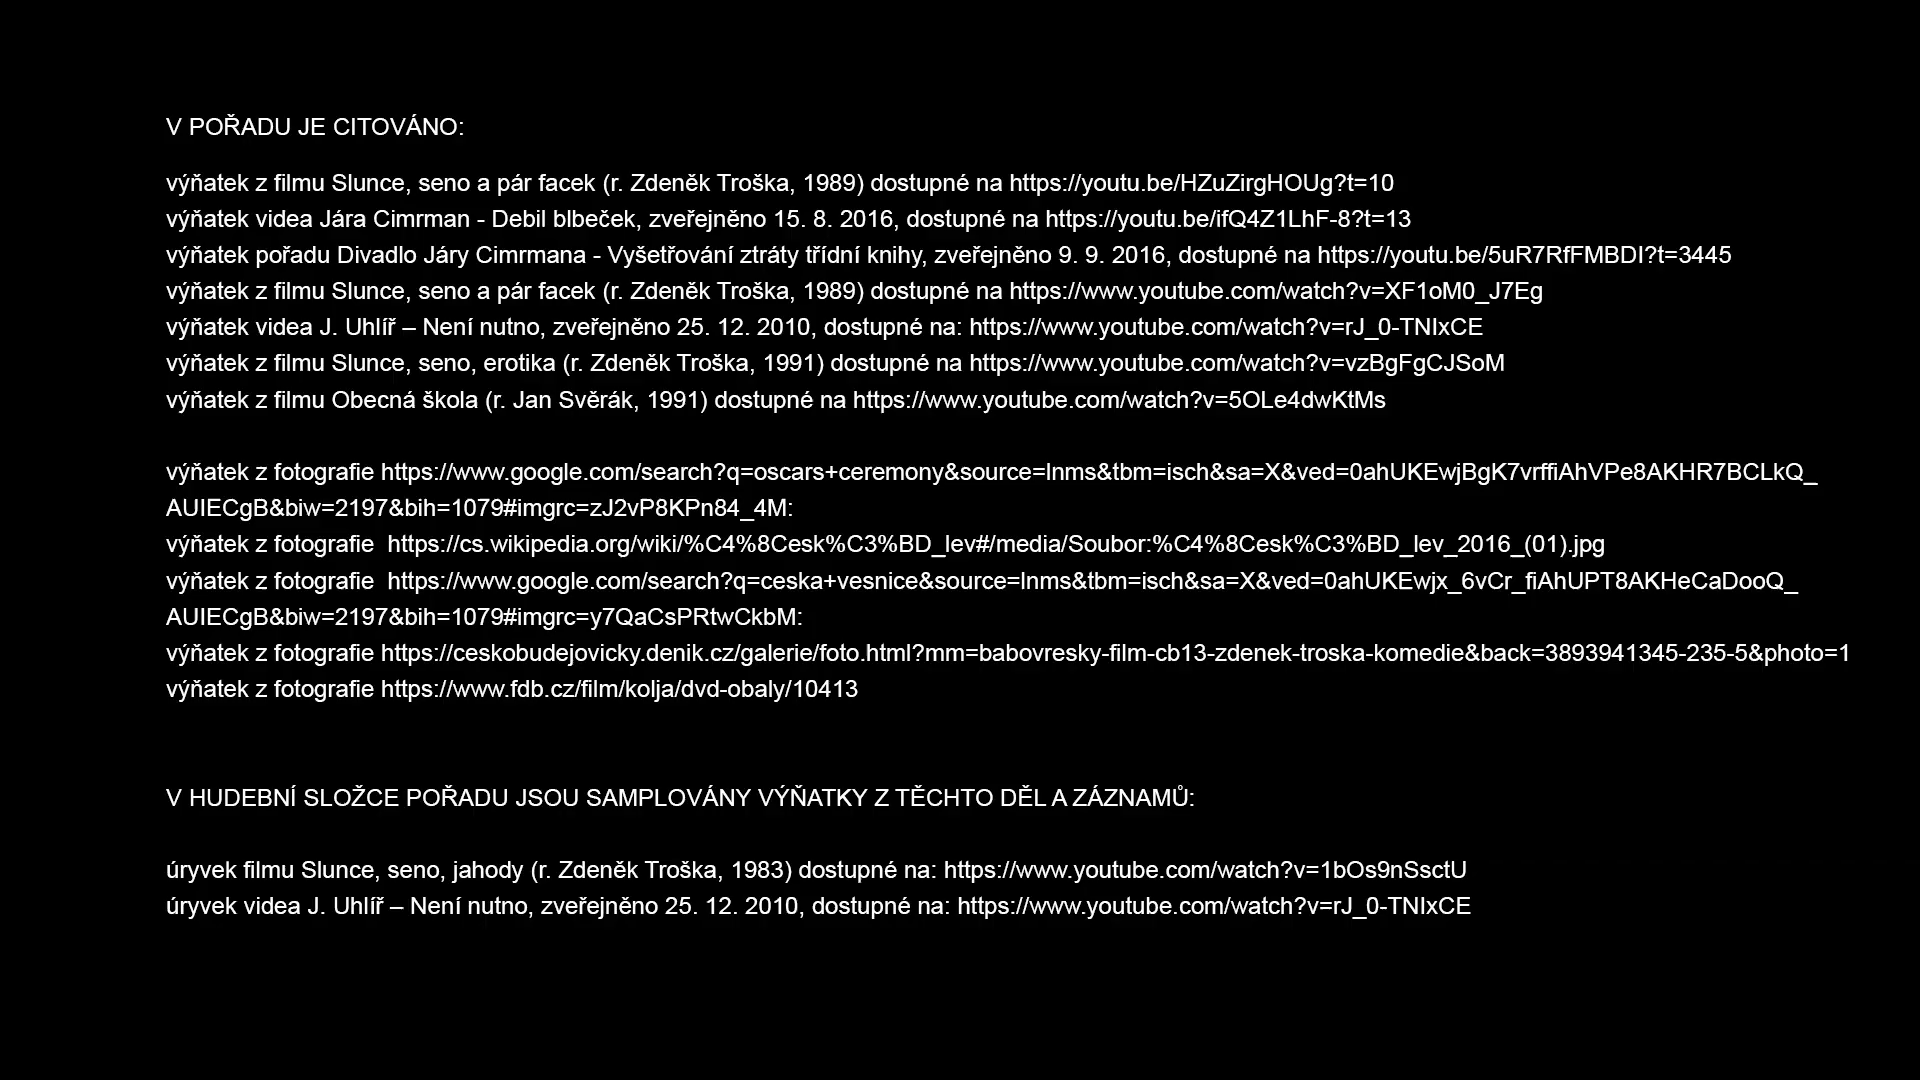 V POŘADU JE CITOVÁNO:
výňatek z filmu Slunce, seno a pár facek (r. Zdeněk Troška, 1989) dostupné na https://youtu.be/HZuZirgHOUg?t=10
výňatek videa Jára Cimrman - Debil blbeček, zveřejněno 15. 8. 2016, dostupné na https://youtu.be/ifQ4Z1LhF-8?t=13
výňatek pořadu Divadlo Járy Cimrmana - Vyšetřování ztráty třídní knihy, zveřejněno 9. 9. 2016, dostupné na https://youtu.be/5uR7RfFMBDI?t=3445
výňatek z filmu Slunce, seno a pár facek (r. Zdeněk Troška, 1989) dostupné na https://www.youtube.com/watch?v=XF1oM0_J7Eg
výňatek videa J. Uhlíř – Není nutno, zveřejněno 25. 12. 2010, dostupné na: https://www.youtube.com/watch?v=rJ_0-TNIxCE
výňatek z filmu Slunce, seno, erotika (r. Zdeněk Troška, 1991) dostupné na https://www.youtube.com/watch?v=vzBgFgCJSoM
výňatek z filmu Obecná škola (r. Jan Svěrák, 1991) dostupné na https://www.youtube.com/watch?v=5OLe4dwKtMs
výňatek z fotografie https://www.google.com/search?q=oscars+ceremony&source=lnms&tbm=isch&sa=X&ved=0ahUKEwjBgK7vrffiAhVPe8AKHR7BCLkQ_
AUIECgB&biw=2197&bih=1079#imgrc=zJ2vP8KPn84_4M:
výňatek z fotografie  https://cs.wikipedia.org/wiki/%C4%8Cesk%C3%BD_lev#/media/Soubor:%C4%8Cesk%C3%BD_lev_2016_(01).jpg
výňatek z fotografie  https://www.google.com/search?q=ceska+vesnice&source=lnms&tbm=isch&sa=X&ved=0ahUKEwjx_6vCr_fiAhUPT8AKHeCaDooQ_
AUIECgB&biw=2197&bih=1079#imgrc=y7QaCsPRtwCkbM:
výňatek z fotografie https://ceskobudejovicky.denik.cz/galerie/foto.html?mm=babovresky-film-cb13-zdenek-troska-komedie&back=3893941345-235-5&photo=1
výňatek z fotografie https://www.fdb.cz/film/kolja/dvd-obaly/10413
V HUDEBNÍ SLOŽCE POŘADU JSOU SAMPLOVÁNY VÝŇATKY Z TĚCHTO DĚL A ZÁZNAMŮ:
úryvek filmu Slunce, seno, jahody (r. Zdeněk Troška, 1983) dostupné na: https://www.youtube.com/watch?v=1bOs9nSsctU
úryvek videa J. Uhlíř – Není nutno, zveřejněno 25. 12. 2010, dostupné na: https://www.youtube.com/watch?v=rJ_0-TNIxCE